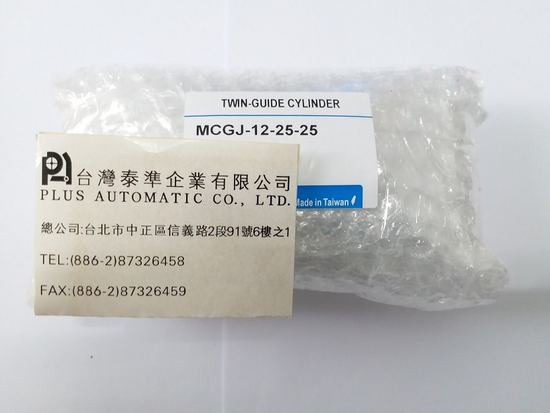 TWIN-GUIDE CYLINDER
MCGJ-12-25-25
Made in Taiwan
台灣泰準企業有限公司
PLUS AUTOMATIC CO., LTD.
總公司:台北市中正區信義路2段91號6樓之1
TEL:(886-2)87326458
FAX:(886-2)87326459